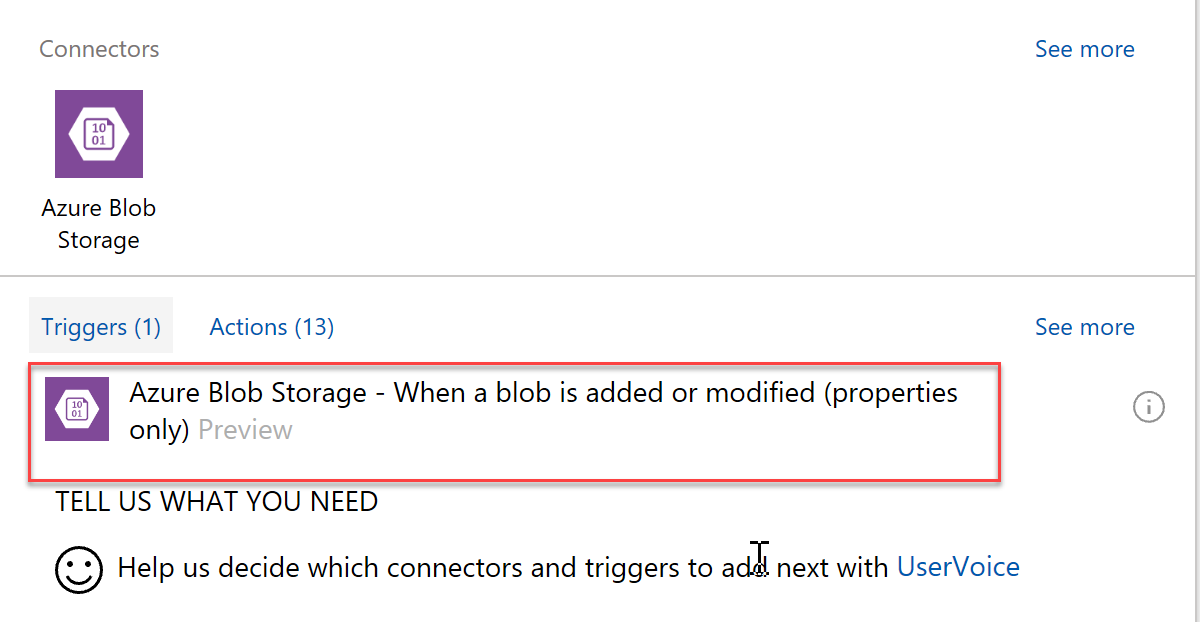 Connectors
See more
10
01
Azure Blob
Storage
Triggers (1)
Actions (13)
See more
10
01
Azure Blob Storage - When a blob is added or modified (properties
only) Preview
TELL US WHAT YOU NEED
Help us decide which connectors and triggers to add next with UserVoice